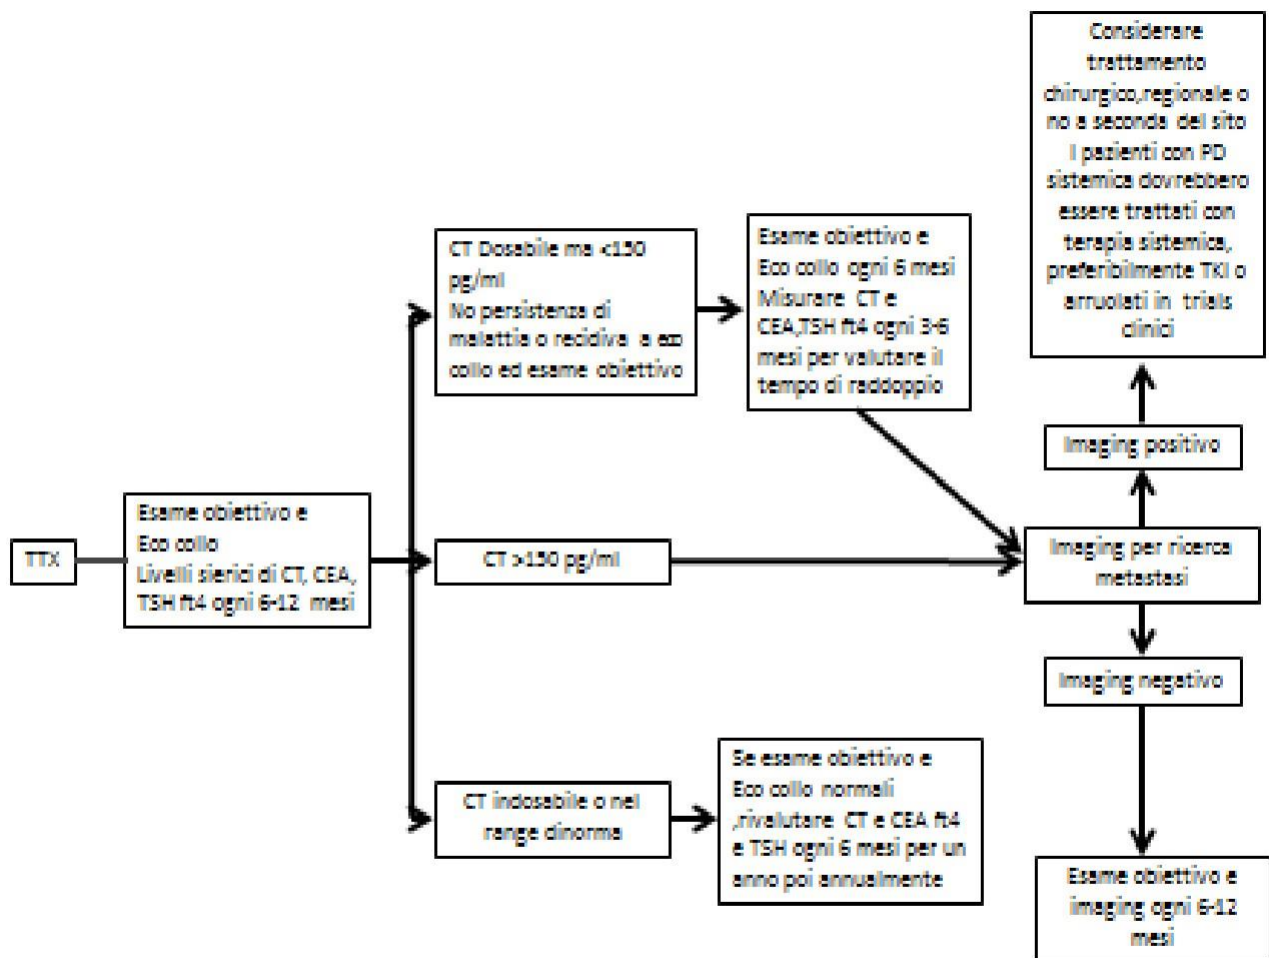 TTX
Esame obiettivo e
Eco collo
Livelli sierici di CT, CEA,
TSH ft4 ogni 6-12 mesi
CT Dosabile ma <150
pg/ml
No persistenza di
malattia o recidiva a eco
collo ed esame obiettivo
Esame obiettivo e
Eco collo ogni 6 mesi
Misurare CT e
CEA,TSH ft4 ogni 3-6
mesi per valutare il
tempo di raddoppio
CT >150 pg/ml
CT indosabile o nel
range dinorma
Se esame obiettivo e
Eco collo normali
,rivalutare CT e CEA ft4
e TSH ogni 6 mesi per un
anno poi annualmente
Considerare
trattamento
chirurgico,regionale o
no a seconda del sito
I pazienti con PD
sistemica dovrebbero
essere trattati con
terapia sistemica,
preferibilmente TKI o
arruolati in trials
clinici
Imaging positivo
Imaging per ricerca
metastasi
Imaging negativo
Esame obiettivo e
imaging ogni 6-12
mesi